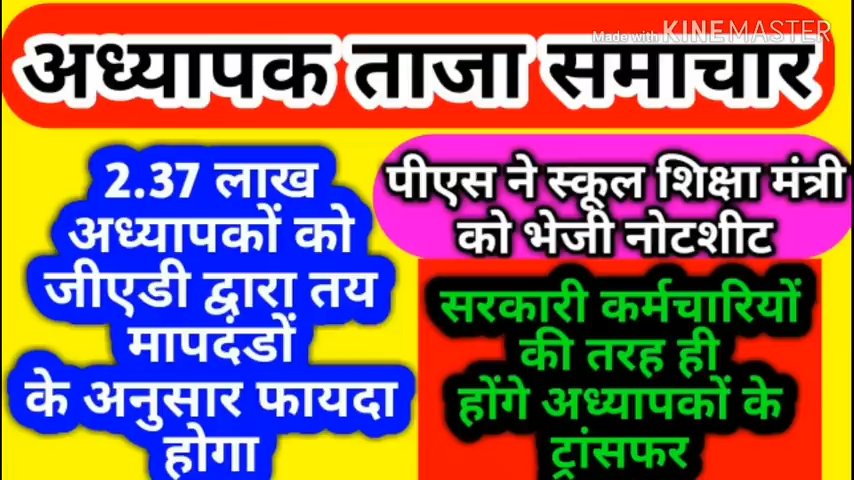 Made with KINEMASTER
अध्यापक ताजा समाचार
2.37 लाख
अध्यापकों को
जीएडी द्वारा तय
मापदंडों
के अनुसार फायदा
होगा
पीएस ने स्कूल शिक्षा मंत्री
को भेजी नोटशीट
सरकारी कर्मचारियों
की तरह ही
होंगे अध्यापकों के
ट्रांसफर